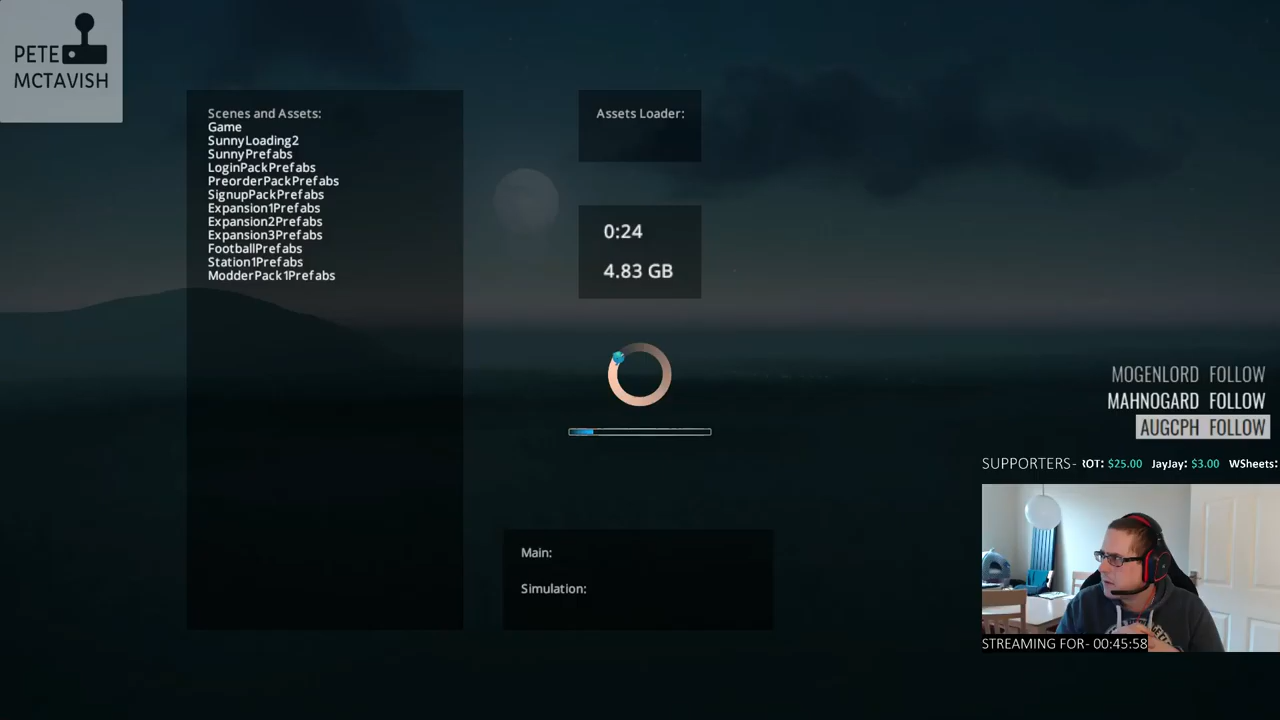 PETE
MCTAVISH
Scenes and Assets:
Game
SunnyLoading2
SunnyPrefabs
LoginPackPrefabs
PreorderPackPrefabs
SignupPackPrefabs
Expansion1Prefabs
Expansion2Prefabs
Expansion3Prefabs
FootballPrefabs
Station1Prefabs
ModderPack1Prefabs
Assets Loader:
0:24
4.83 GB
Main:
Simulation:
MOGENLORD FOLLOW
MAHNOGARD FOLLOW
AUGCPH FOLLOW
SUPPORTERS- ROT: $25.00 JayJay: $3.00 WSheets:
STREAMING FOR- 00:45:58